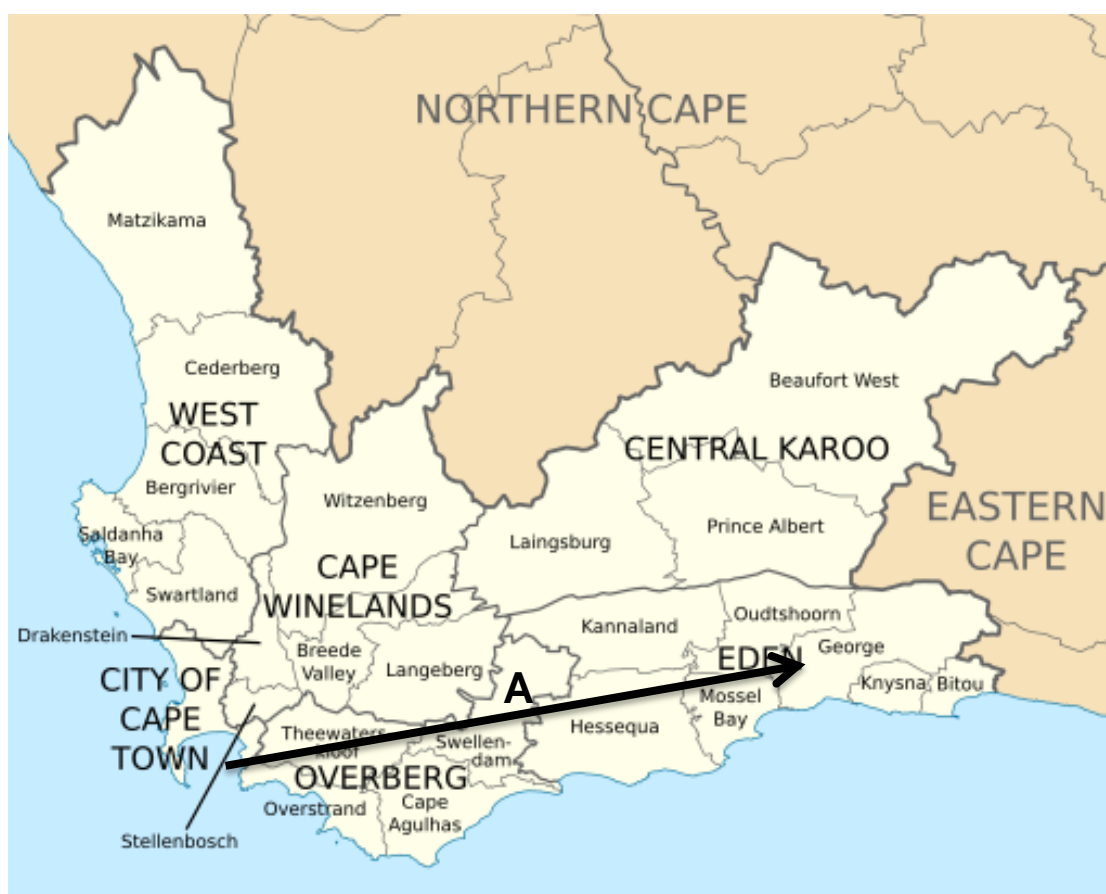 NORTHERN CAPE
Matzikama
Cederberg
WEST
COAST
Bergrivier
Beaufort West
CENTRAL KAROO
Witzenberg
Saldanha
Bay
Laingsburg
Prince Albert
EASTERN
CAPE
Swartland
CAPE
WINELANDS
Drakenstein
Breede
Valley
Langeberg
Kannaland
Oudtshoorn
George
EDEN
Knysna
Bitou
CITY OF
CAPE
TOWN
A
Mossel
Bay
Hessequa
Theewaters
kloof
Swellen-
dam
OVERBERG
Overstrand
Cape
Agulhas
Stellenbosch